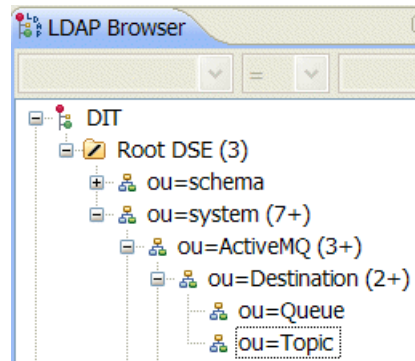 LDAP Browser
=
DIT
Root DSE (3)
ou=schema
ou=system (7+)
ou=ActiveMQ (3+)
ou=Destination (2+)
ou=Queue
ou=Topic